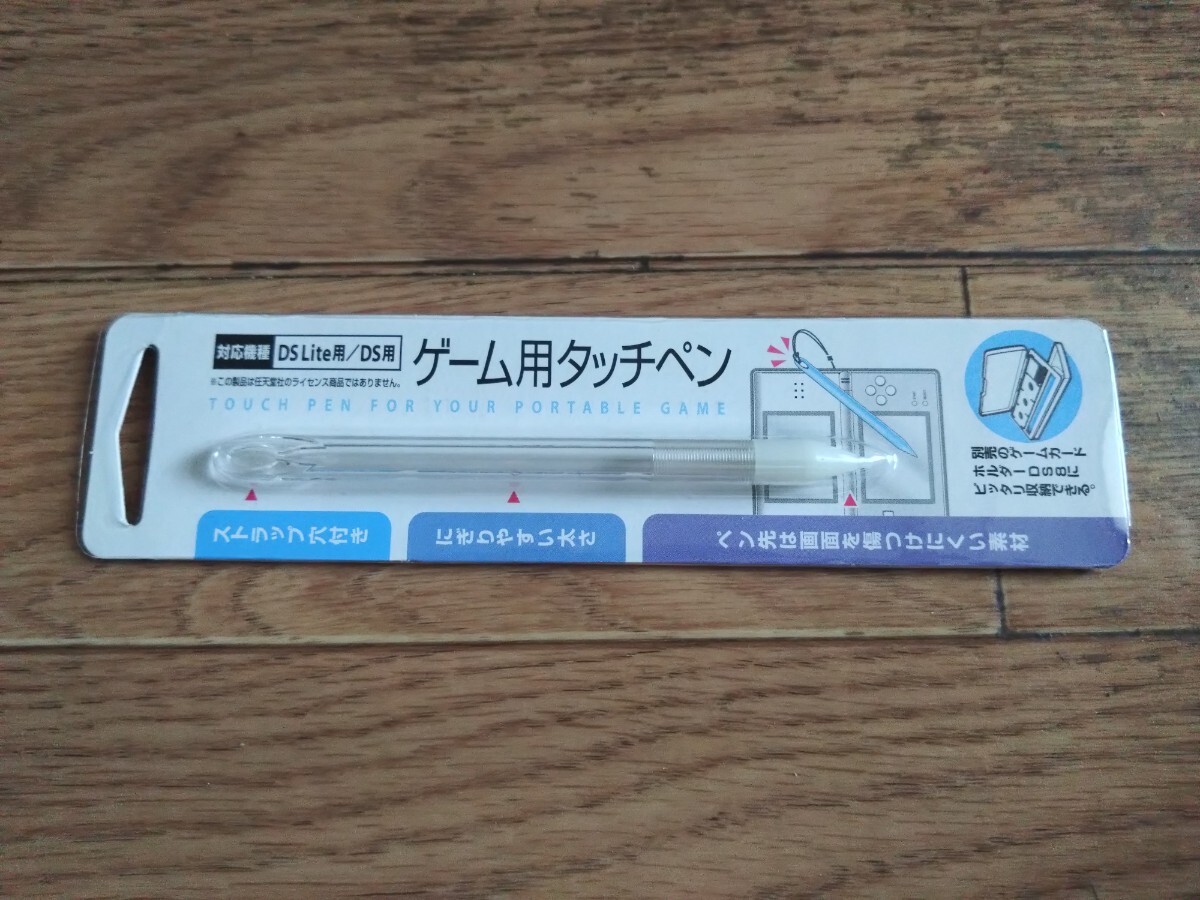 対応機種 DS Lite用/DS用
※この製品は任天堂社のライセンス商品ではありません。
ゲーム用タッチペン
TOUCH PEN FOR YOUR PORTABLE GAME
別売のゲームカード
ホルダーDS8に
ピッタリ収納できる。
ストラップ穴付き
にぎりやすい太さ
ペン先は画面を傷つけにくい素材